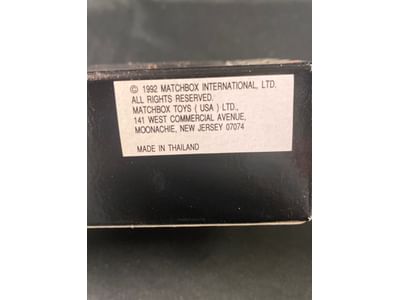 © 1992 MATCHBOX INTERNATIONAL, LTD.
ALL RIGHTS RESERVED.
MATCHBOX TOYS ( USA ) LTD.,
141 WEST COMMERCIAL AVENUE,
MOONACHIE, NEW JERSEY 07074
MADE IN THAILAND